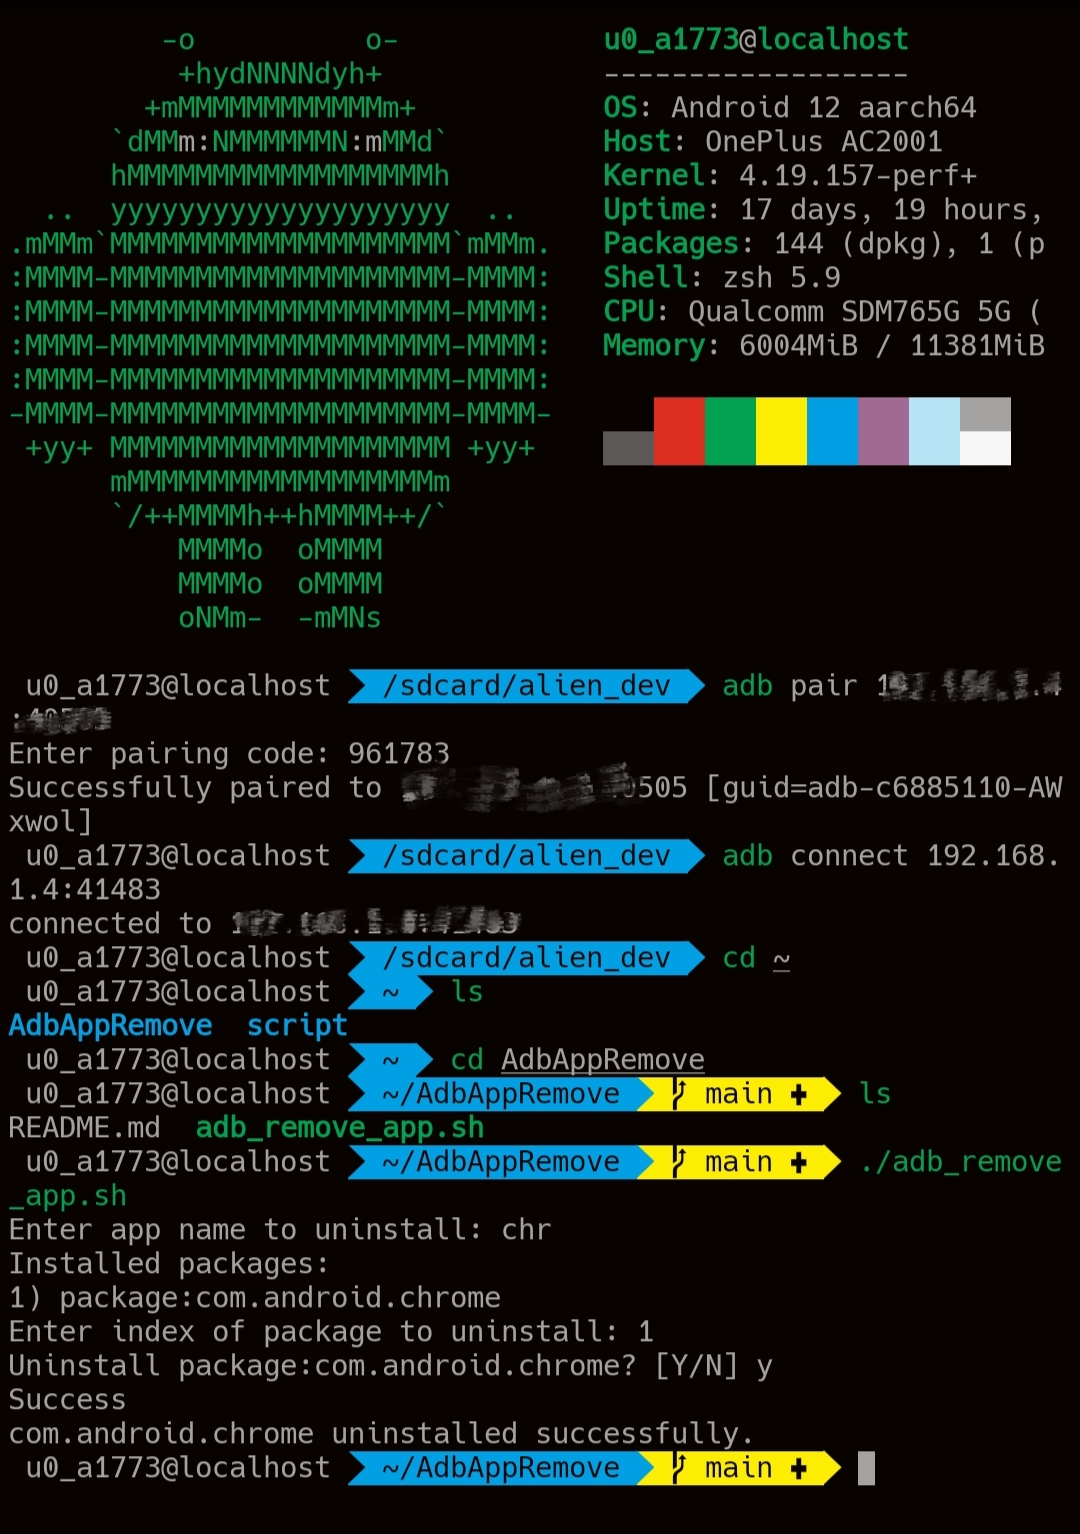 -o          o-
+hydNNNNdyh+
+mMMMMMMMMMMMMm+
`dMMm:NMMMMMMN:mMMd`
hMMMMMMMMMMMMMMMMMMh
..  yyyyyyyyyyyyyyyyyyyy  ..
.mMMm`MMMMMMMMMMMMMMMMMMMM`mMMm.
:MMMM-MMMMMMMMMMMMMMMMMMMM-MMMM:
:MMMM-MMMMMMMMMMMMMMMMMMMM-MMMM:
:MMMM-MMMMMMMMMMMMMMMMMMMM-MMMM:
:MMMM-MMMMMMMMMMMMMMMMMMMM-MMMM:
-MMMM-MMMMMMMMMMMMMMMMMMMM-MMMM-
+yy+ MMMMMMMMMMMMMMMMMMMM +yy+
mMMMMMMMMMMMMMMMMMMm
`/++MMMMh++hMMMM++/`
MMMMo  oMMMM
MMMMo  oMMMM
oNMm-  -mMNs
u0_a1773@localhost
------------------
OS: Android 12 aarch64
Host: OnePlus AC2001
Kernel: 4.19.157-perf+
Uptime: 17 days, 19 hours,
Packages: 144 (dpkg), 1 (p
Shell: zsh 5.9
CPU: Qualcomm SDM765G 5G (
Memory: 6004MiB / 11381MiB
u0_a1773@localhost /sdcard/alien_dev adb pair
Enter pairing code: 961783
Successfully paired to 505 [guid=adb-c6885110-AW
xwol]
u0_a1773@localhost /sdcard/alien_dev adb connect 192.168.
1.4:41483
connected to
u0_a1773@localhost /sdcard/alien_dev cd ~
u0_a1773@localhost ~ ls
AdbAppRemove  script
u0_a1773@localhost ~ cd AdbAppRemove
u0_a1773@localhost ~/AdbAppRemove main ✚ ls
README.md  adb_remove_app.sh
u0_a1773@localhost ~/AdbAppRemove main ✚ ./adb_remove
_app.sh
Enter app name to uninstall: chr
Installed packages:
1) package:com.android.chrome
Enter index of package to uninstall: 1
Uninstall package:com.android.chrome? [Y/N] y
Success
com.android.chrome uninstalled successfully.
u0_a1773@localhost ~/AdbAppRemove main ✚